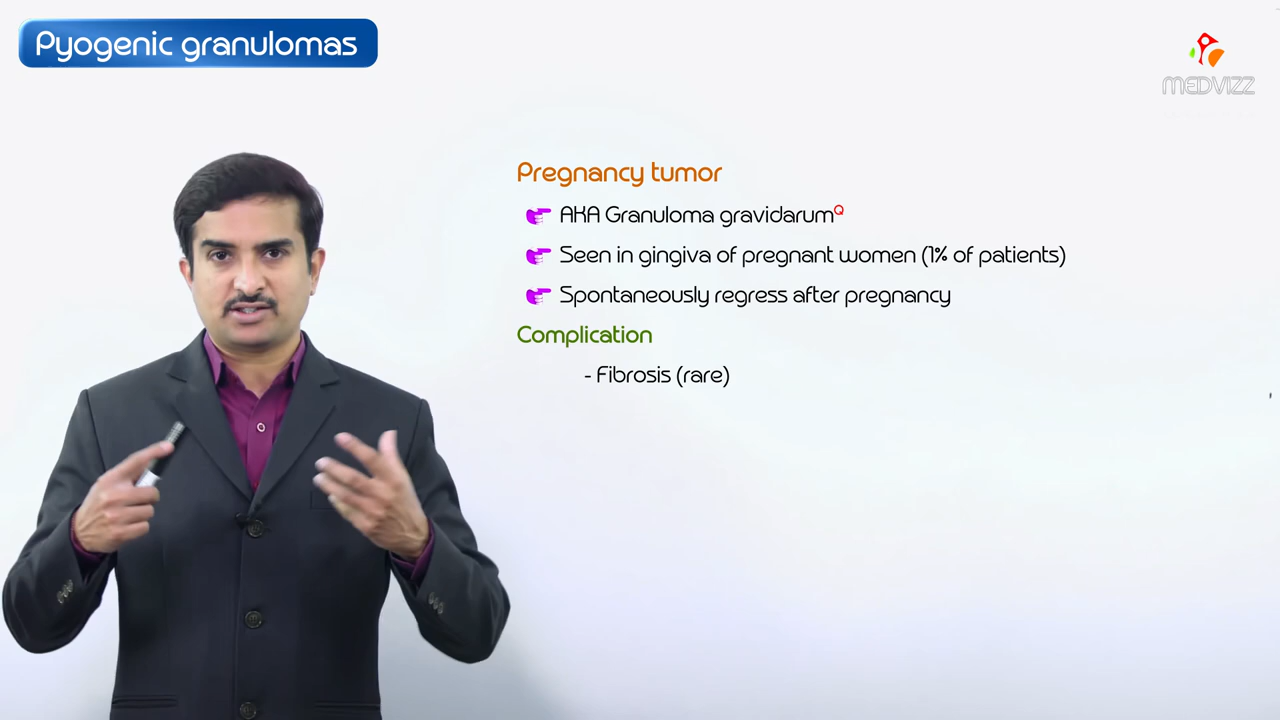 Pyogenic granulomas
MEDVIZZ
Pregnancy tumor
AKA Granuloma gravidarumQ
Seen in gingiva of pregnant women (1% of patients)
Spontaneously regress after pregnancy
Complication
- Fibrosis (rare)